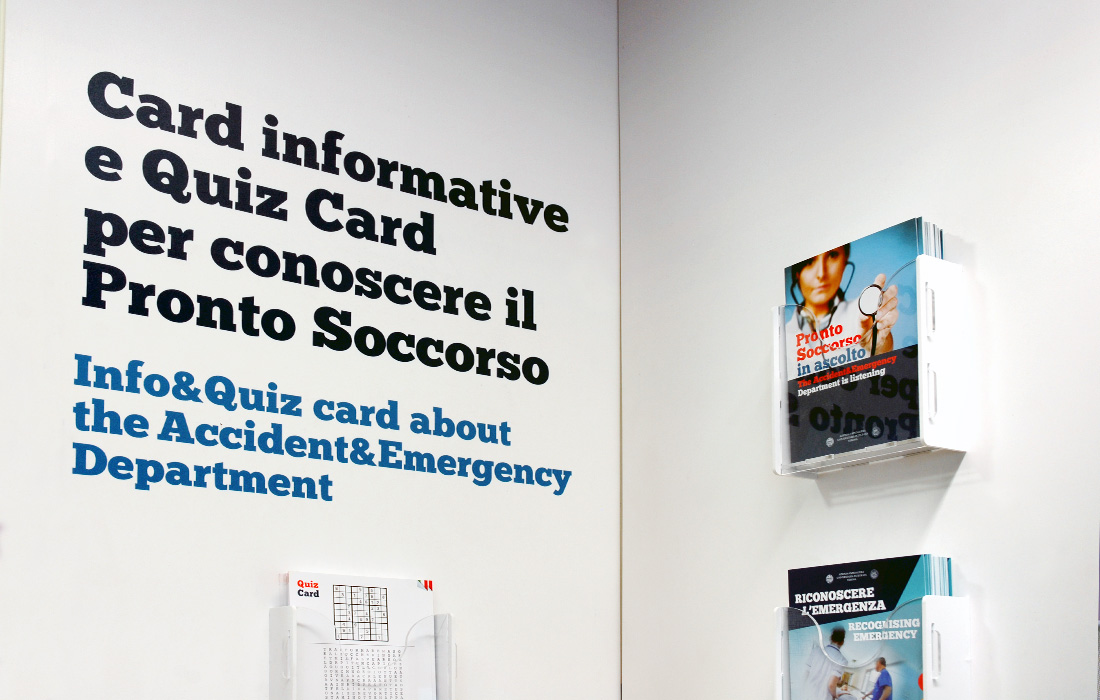 Card informative
e Quiz Card
per conoscere il
Pronto Soccorso
Info&Quiz card about
the Accident&Emergency
Department
Quiz
Card
Pronto
Soccorso
in ascolto
The Accident&Emergency
Department is listening
RICONOSCERE
L'EMERGENZA
RECOGNISING
EMERGENCY